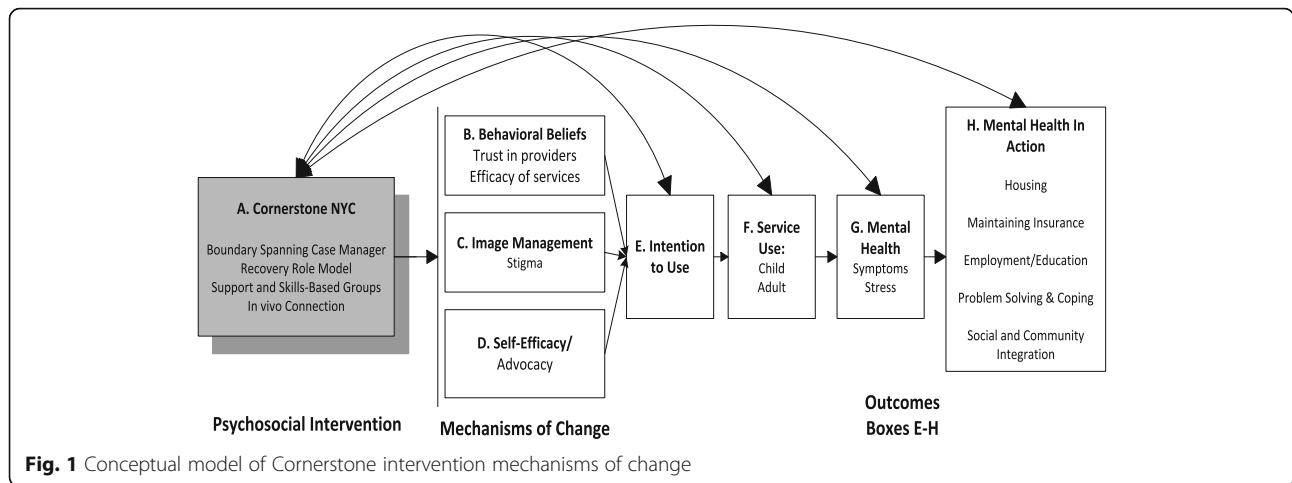 A. Cornerstone NYC
Boundary Spanning Case Manager
Recovery Role Model
Support and Skills-Based Groups
In vivo Connection
Psychosocial Intervention
B. Behavioral Beliefs
Trust in providers
Efficacy of services
C. Image Management
Stigma
D. Self-Efficacy/
Advocacy
Mechanisms of Change
E. Intention
to Use
F. Service
Use:
Child
Adult
G. Mental
Health
Symptoms
Stress
H. Mental Health In
Action
Housing
Maintaining Insurance
Employment/Education
Problem Solving & Coping
Social and Community
Integration
Outcomes
Boxes E-H
Fig. 1 Conceptual model of Cornerstone intervention mechanisms of change